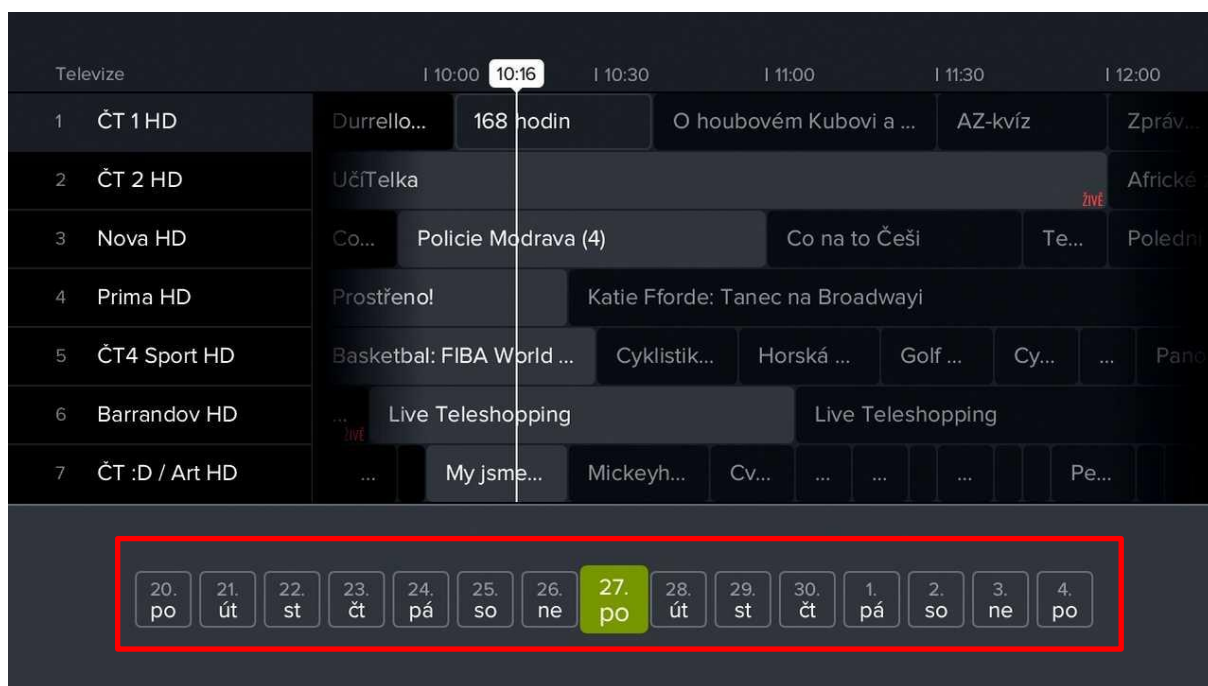 Televize | 10:00 10:16 | 10:30 | 11:00 | 11:30 | 12:00
1 ČT 1 HD Durrello... 168 hodin O houbovém Kubovi a ... AZ-kvíz Zpráv...
2 ČT 2 HD UčíTelka ŽIVĚ Africké
3 Nova HD Co... Policie Modrava (4) Co na to Češi Te... Polední
4 Prima HD Prostřeno! Katie Fforde: Tanec na Broadwayi
5 ČT4 Sport HD Basketbal: FIBA World ... Cyklistik... Horská ... Golf ... Cy... ... Pano
6 Barrandov HD ... ŽIVĚ Live Teleshopping Live Teleshopping
7 ČT :D / Art HD ... My jsme... Mickeyh... Cv... ... ... ... Pe...
20. 21. 22. 23. 24. 25. 26. 27. 28. 29. 30. 1. 2. 3. 4.
po út st čt pá so ne po út st čt pá so ne po